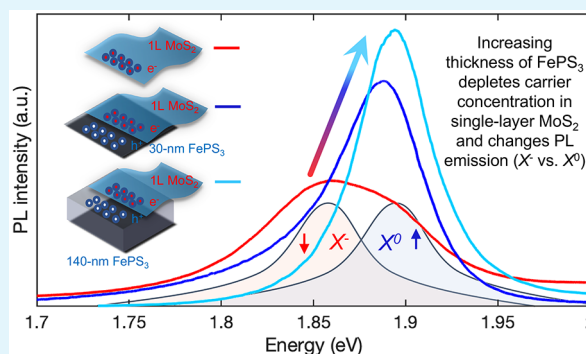 PL intensity (a.u.)
1L MoS2
e-
1L MoS2
e-
h+
30-nm FePS3
1L MoS2
e-
140-nm FePS3
Increasing
thickness of FePS3
depletes carrier
concentration in
single-layer MoS2
and changes PL
emission (X- vs. X0)
X-
X0
1.7 1.75 1.8 1.85 1.9 1.95
Energy (eV)